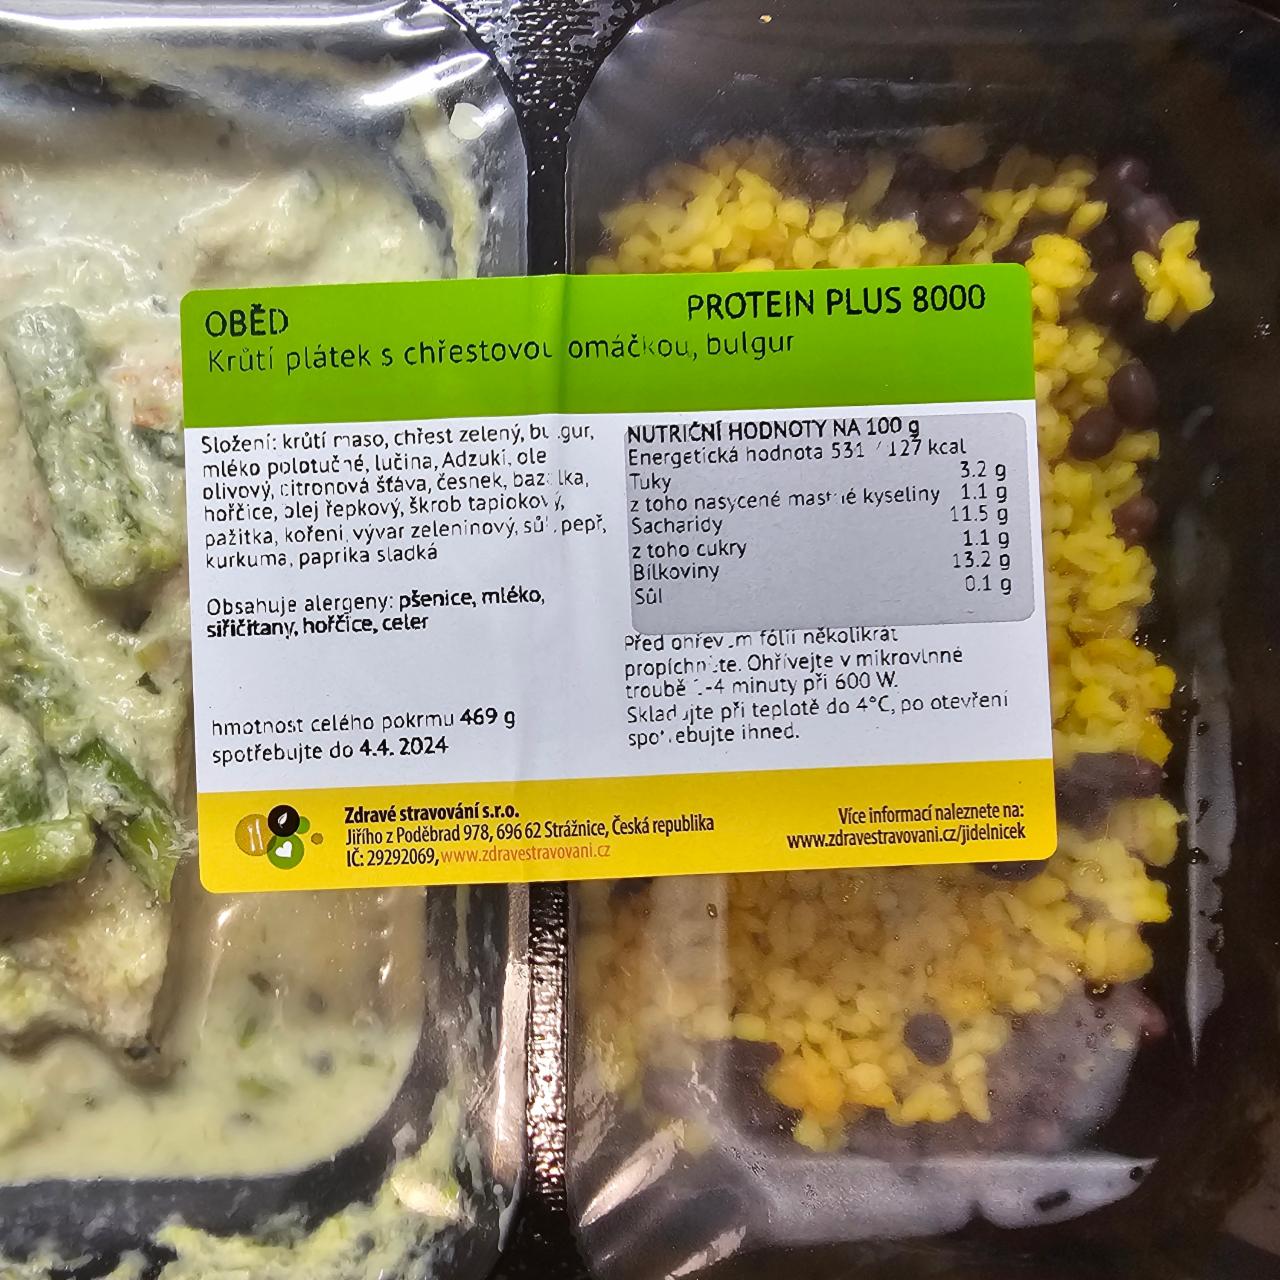 OBĚD
PROTEIN PLUS 8000
Krůtí plátek s chřestovou omáčkou, bulgur
Složení: krůtí maso, chřest zelený, bulgur,
mléko polotučné, lučina, Adzuki, ole
olivový, citronová šťáva, česnek, bazalka,
hořčice, olej řepkový, škrob tapiokový,
pažitka, koření, vývar zeleninový, sůl, pepř,
kurkuma, paprika sladká
Obsahuje alergeny: pšenice, mléko,
siřičitany, hořčice, celer
hmotnost celého pokrmu 469 g
spotřebujte do 4.4. 2024
NUTRIČNÍ HODNOTY NA 100 g
Energetická hodnota 531 / 127 kcal
Tuky 3.2 g
z toho nasycené mastné kyseliny 1.1 g
Sacharidy 11.5 g
z toho cukry 1.1 g
Bílkoviny 13.2 g
Sůl 0.1 g
Před ohřevem fólii několikrát
propíchněte. Ohřívejte v mikrovlnné
troubě -4 minuty při 600 W.
Skladujte při teplotě do 4°C, po otevření
spotřebujte ihned.
Zdravé stravování s.r.o.
Jiřího z Poděbrad 978, 696 62 Strážnice, Česká republika
IČ: 29292069, www.zdravestravovani.cz
Více informací naleznete na:
www.zdravestravovani.cz/jidelnicek